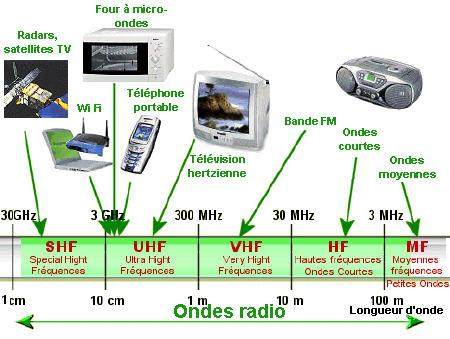 Four à micro-
ondes
Radars,
satellites TV
Wi Fi
Téléphone
portable
Télévision
hertzienne
Bande FM
Ondes
courtes
Ondes
moyennes
30GHz 3 GHz 300 MHz 30 MHz 3 MHz
SHF UHF VHF HF MF
Special Hight Ultra Hight Very Hight Hautes fréquences Moyennes
Fréquences Fréquences Fréquences Ondes Courtes fréquences
Petites Ondes
1 cm 10 cm 1 m 10 m 100 m
Ondes radio Longueur d'onde